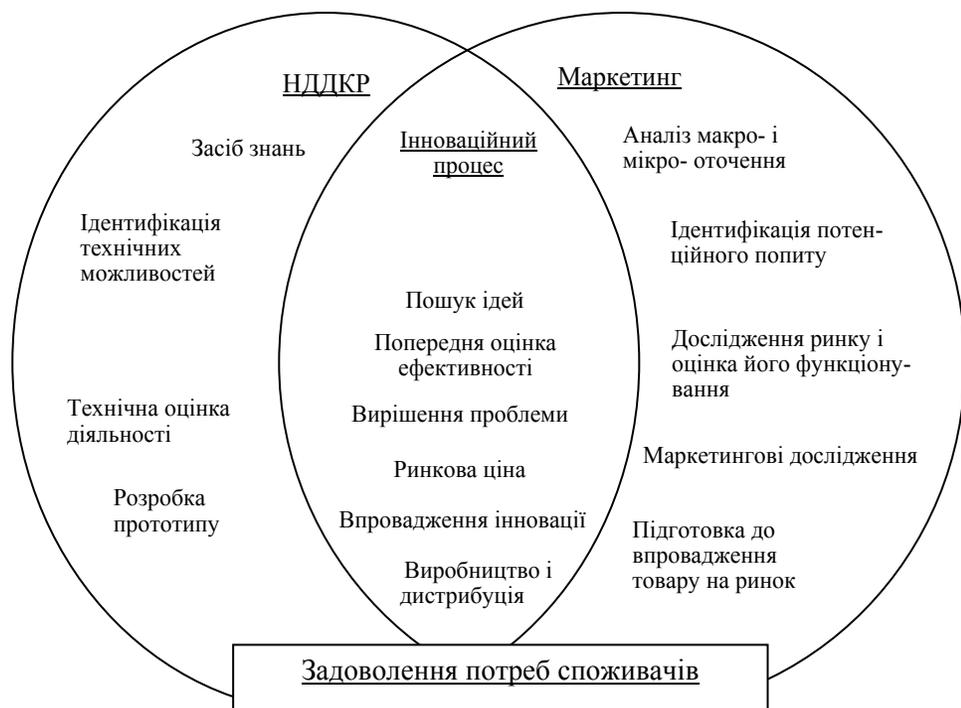 НДДКР
Засіб знань
Ідентифікація
технічних
можливостей
Технічна оцінка
діяльності
Розробка
прототипу
Інноваційний
процес
Пошук ідей
Попередня оцінка
ефективності
Вирішення проблеми
Ринкова ціна
Впровадження інновації
Виробництво і
дистрибуція
Маркетинг
Аналіз макро- і
мікро- оточення
Ідентифікація потен-
ційного попиту
Дослідження ринку і
оцінка його функціону-
вання
Маркетингові дослідження
Підготовка до
впровадження
товару на ринок
Задоволення потреб споживачів